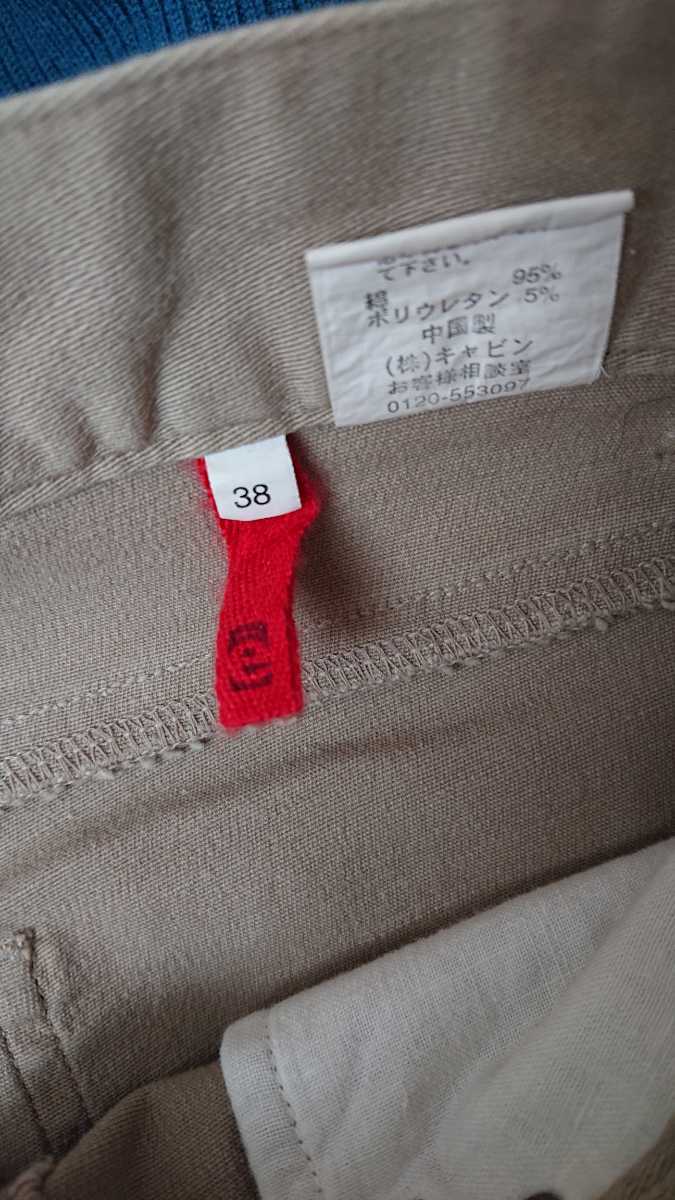 て下さい。
綿 95%
ポリウレタン 5%
中国製
(株)キャビン
お客様相談室
0120-553097
38